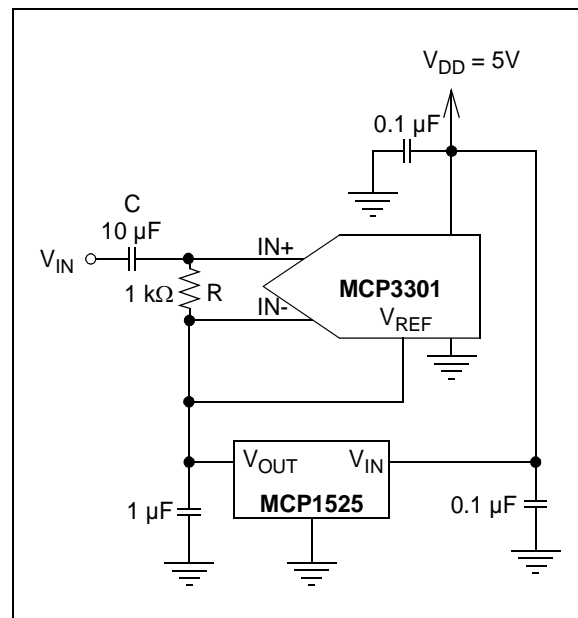 V_DD = 5V
0.1 µF
C
10 µF
V_IN
IN+
1 kΩ
R
IN-
MCP3301
V_REF
V_OUT
V_IN
MCP1525
1 µF
0.1 µF